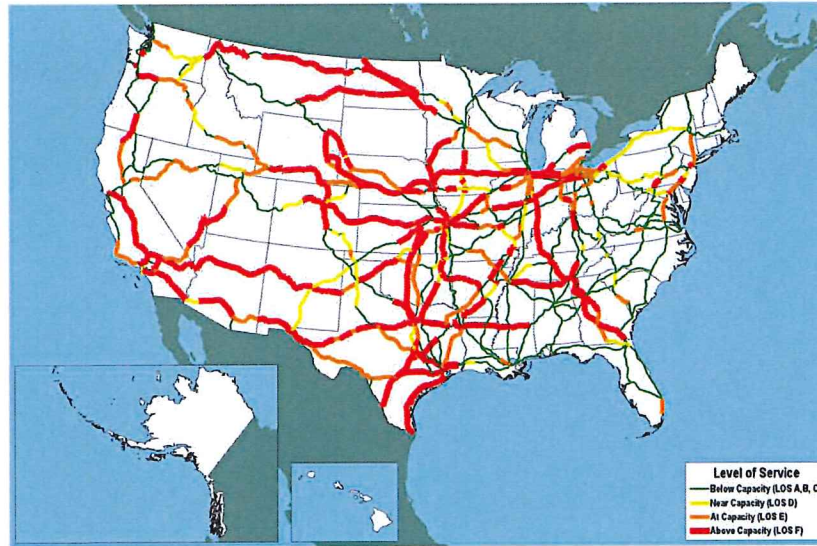 Level of Service
Below Capacity (LOS A,B, C
Near Capacity (LOS D)
At Capacity (LOS E)
Above Capacity (LOS F)